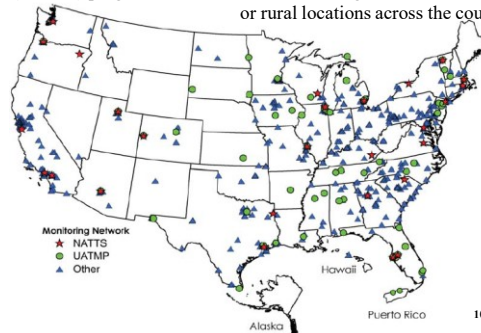 or rural locations across the cou
Monitoring Network
NATTS
UATMP
Other
Hawaii
Alaska
Puerto Rico